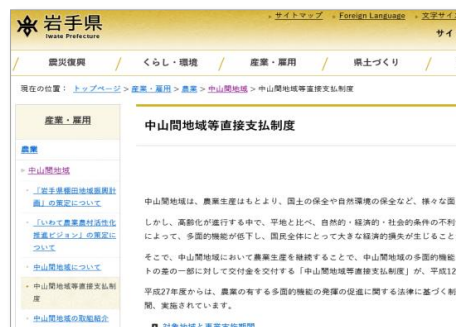 岩手県
Iwate Prefecture
サイトマップ
Foreign Language
文字サイ
サイ
震災復興
くらし・環境
産業・雇用
県土づくり
現在の位置： トップページ > 産業・雇用 > 農業 > 中山間地域 > 中山間地域等直接支払制度
産業・雇用
農業
中山間地域
「岩手県棚田地域振興計
画」の策定について
「いわて農業農村活性化
推進ビジョン」の策定に
ついて
中山間地域について
中山間地域等直接支払制
度
中山間地域の取組紹介
中山間地域等直接支払制度
中山間地域は、農業生産はもとより、国土の保全や自然環境の保全など、様々な面
しかし、高齢化が進行する中で、平地と比べ、自然的・経済的・社会的条件の不利
によって、多面的機能が低下し、国民全体にとって大きな経済的損失が生じること
そこで、中山間地域において農業生産を継続することで、中山間地域の多面的機能
トの差の一部に対して交付金を交付する「中山間地域等直接支払制度」が、平成12
平成27年度からは、農業の有する多面的機能の発揮の促進に関する法律に基づく制
間、実施されています。
対象地域と事業実施期間